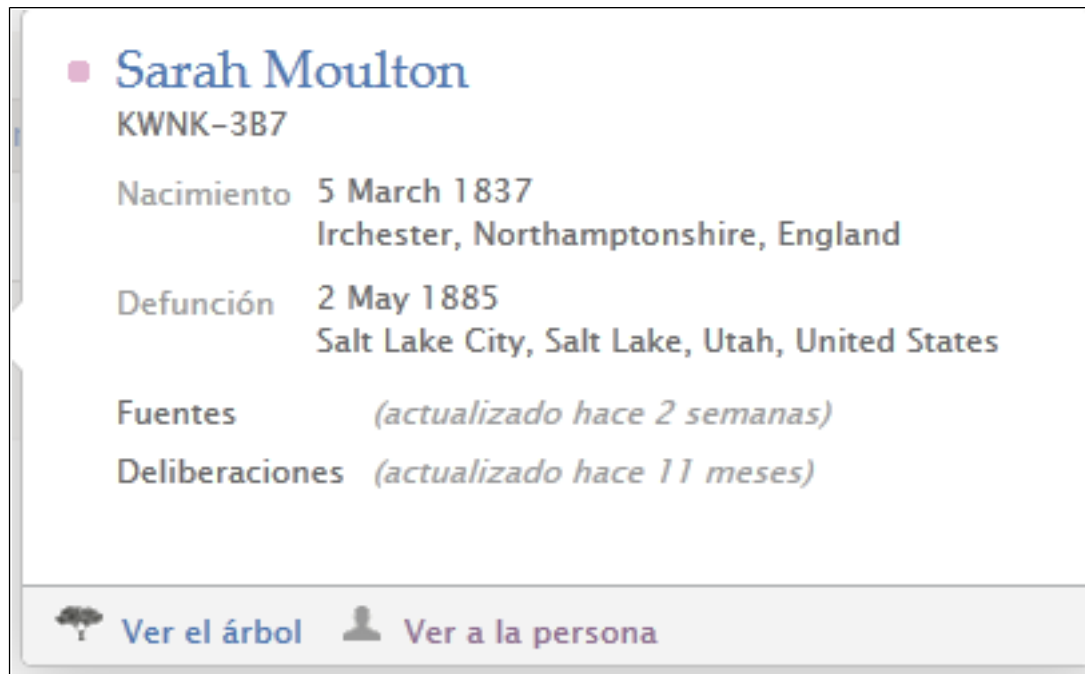 Sarah Moulton
KWNK-3B7
Nacimiento 5 March 1837
Irchester, Northamptonshire, England
Defunción 2 May 1885
Salt Lake City, Salt Lake, Utah, United States
Fuentes (actualizado hace 2 semanas)
Deliberaciones (actualizado hace 11 meses)
Ver el árbol Ver a la persona